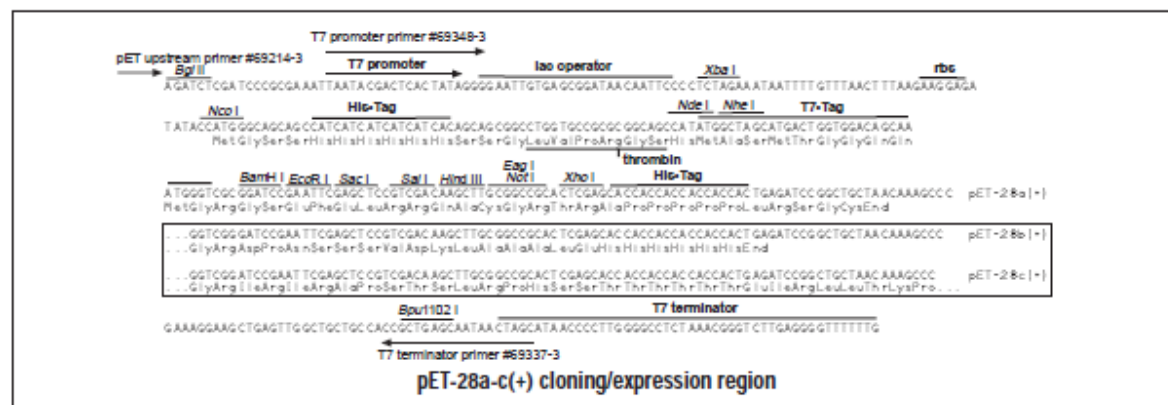 T7 promoter primer #69348-3
pET upstream primer #69214-3
Bgl II T7 promoter lac operator Xba I rbs
AGATCTCGATCCCGCGAAATTAATACGACTCACTATAGGGGAATTGTGAGCGGATAACAATTCCCCTCTAGAAATAATTTTGTTTAACTTTAAGAAGGAGA
Nco I His•Tag Nde I Nhe I T7•Tag
TATACCATGGGCAGCAGCCATCATCATCATCATCACAGCAGCGGCCTGGTGCCGCGCGGCAGCCATATGGCTAGCATGACTGGTGGACAGCAA
MetGlySerSerHisHisHisHisHisHisSerSerGlyLeuValProArgGlySerHisMetAlaSerMetThrGlyGlyGlnGln
thrombin
BamH I EcoR I Sac I Sal I Hind III Eag I Not I Xho I His•Tag
ATGGGTCGCGGATCCGAATTCGAGCTCCGTCGACAAGCTTGCGGCCGCACTCGAGCACCACCACCACCACCACTGAGATCCGGCTGCTAACAAAGCCC pET-28a(+)
MetGlyArgGlySerGluPheGluLeuArgArgGlnAlaCysGlyArgThrArgAlaProProProProProLeuArgSerGlyCysEnd
...GGTCGGGATCCGAATTCGAGCTCCGTCGACAAGCTTGCGGCCGCACTCGAGCACCACCACCACCACCACTGAGATCCGGCTGCTAACAAAGCCC pET-28b(+)
...GlyArgAspProAsnSerSerSerValAspLysLeuAlaAlaAlaLeuGluHisHisHisHisHisHisEnd
...GGTCGGATCCGAATTCGAGCTCCGTCGACAAGCTTGCGGCCGCACTCGAGCACCACCACCACCACCACTGAGATCCGGCTGCTAACAAAGCCC pET-28c(+)
...GlyArgIleArgIleArgAlaProSerThrSerLeuArgProHisSerSerThrThrThrThrThrThrGluIleArgLeuLeuThrLysPro...
Bpu1102 I T7 terminator
GAAAGGAAGCTGAGTTGGCTGCTGCCACCGCTGAGCAATAACTAGCATAACCCCTTGGGGCCTCTAAACGGGTCTTGAGGGGTTTTTTG
T7 terminator primer #69337-3
pET-28a-c(+) cloning/expression region